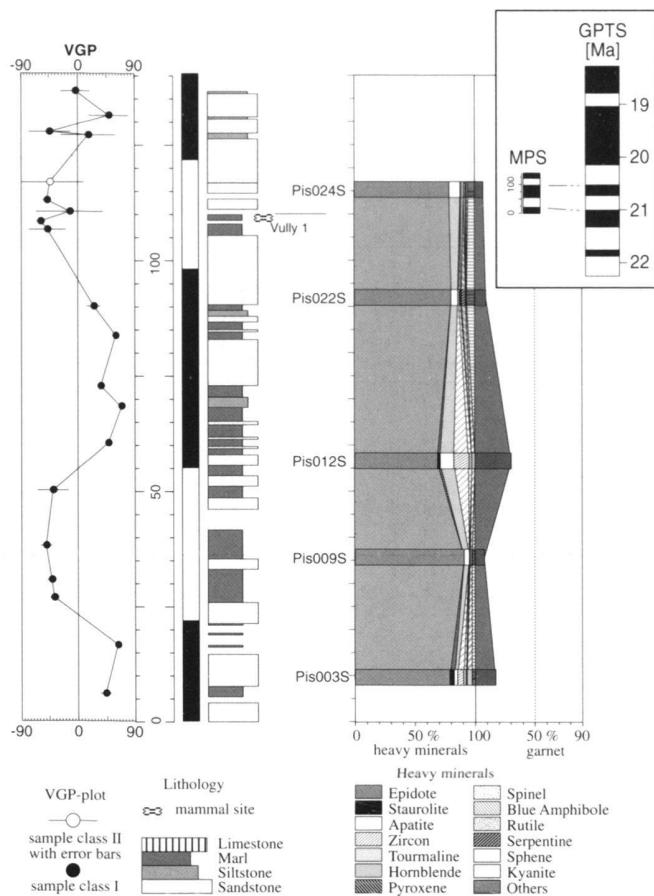 VGP
-90 0 90
GPTS
[Ma]
19
20
21
22
MPS
100
0
Pis024S
Vully 1
100
Pis022S
Pis012S
50
Pis009S
Pis003S
0
-90 0 90
0 50 % 100 50 % 90
heavy minerals garnet
VGP-plot
sample class II
with error bars
sample class I
Lithology
mammal site
Limestone
Marl
Siltstone
Sandstone
Heavy minerals
Epidote
Staurolite
Apatite
Zircon
Tourmaline
Hornblende
Pyroxene
Spinel
Blue Amphibole
Rutile
Serpentine
Sphene
Kyanite
Others